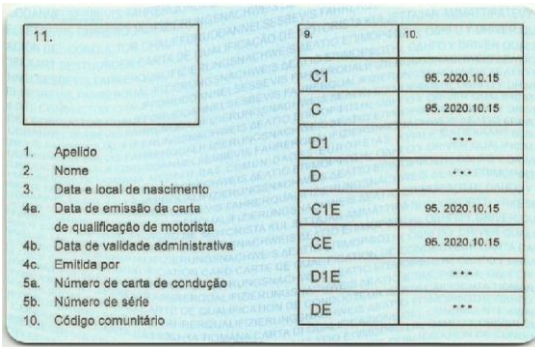 11.
1. Apelido
2. Nome
3. Data e local de nascimento
4a. Data de emissão da carta
de qualificação de motorista
4b. Data de validade administrativa
4c. Emitida por
5a. Número de carta de condução
5b. Número de série
10. Código comunitário
9. 10.
C1 95. 2020.10.15
C 95. 2020.10.15
D1 ***
D ***
C1E 95. 2020.10.15
CE 95. 2020.10.15
D1E ***
DE ***